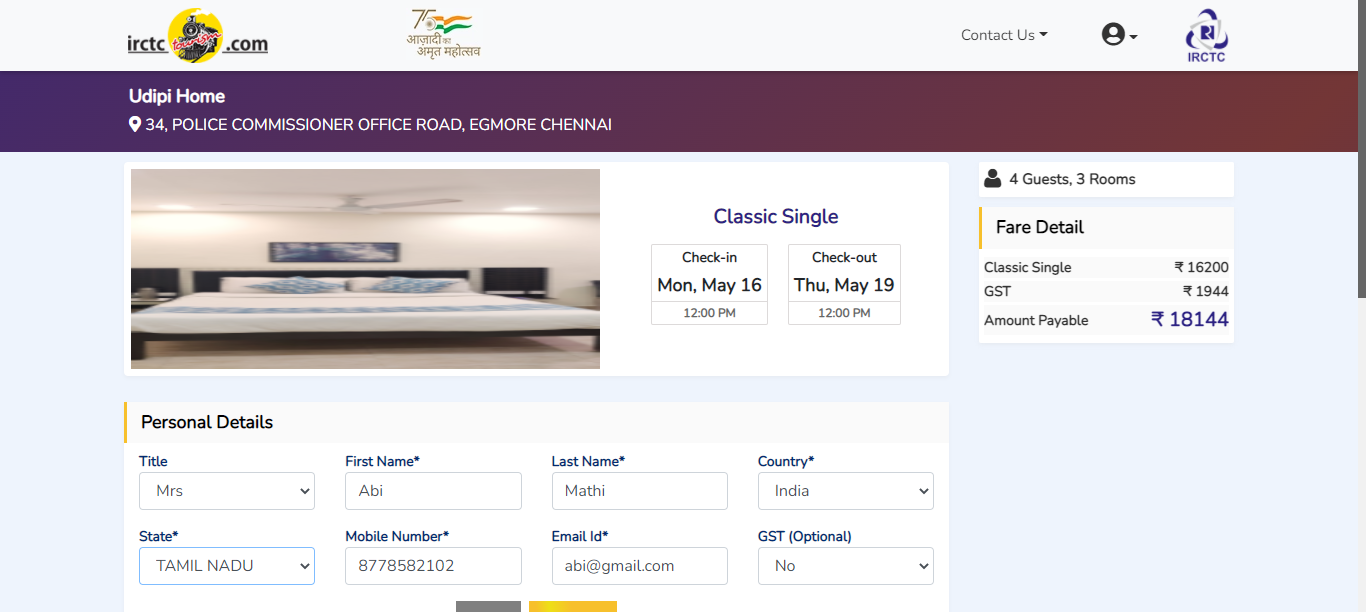 irctc tourism .com
75
आज़ादी का
अमृत महोत्सव
Contact Us
IRCTC
Udipi Home
34, POLICE COMMISSIONER OFFICE ROAD, EGMORE CHENNAI
Classic Single
Check-in
Mon, May 16
12:00 PM
Check-out
Thu, May 19
12:00 PM
4 Guests, 3 Rooms
Fare Detail
Classic Single ₹ 16200
GST ₹ 1944
Amount Payable ₹ 18144
Personal Details
Title First Name* Last Name* Country*
Mrs Abi Mathi India
State* Mobile Number* Email Id* GST (Optional)
TAMIL NADU 8778582102 abi@gmail.com No